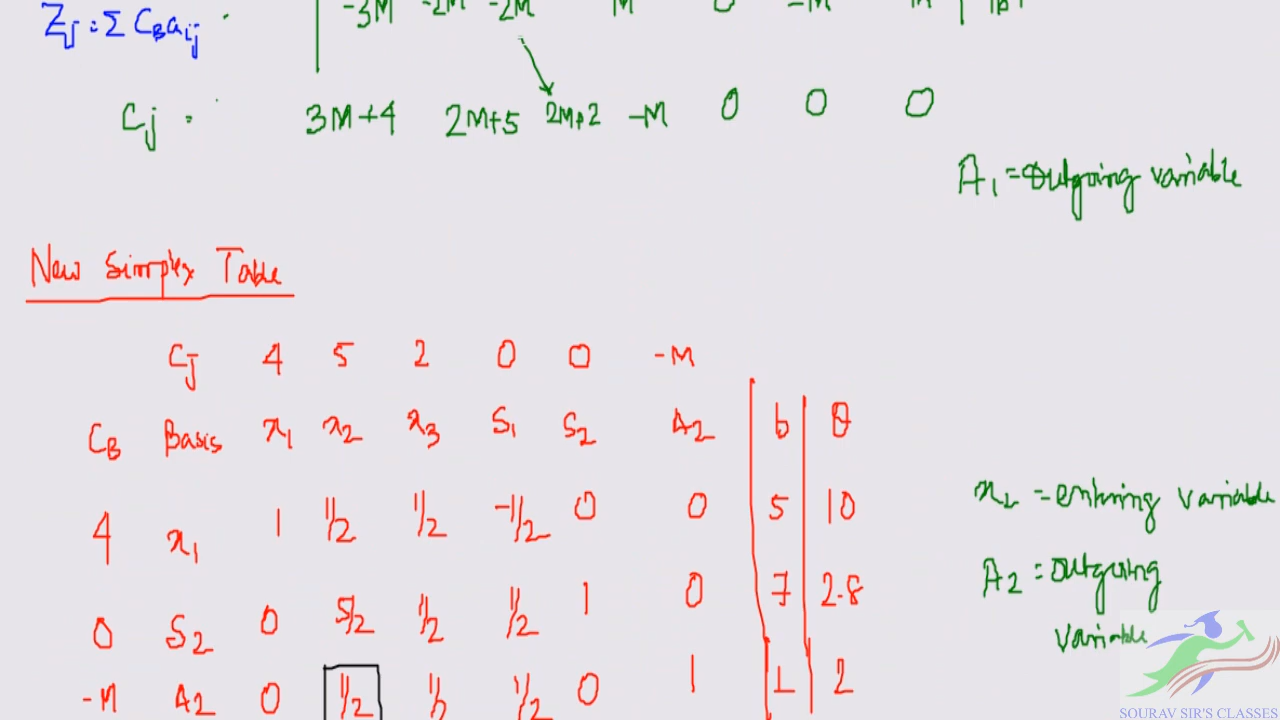 Zj = Σ CBaij -3M -2M -2M M 0 -M
Cj = 3M+4 2M+5 2M+2 -M 0 0 0
A1 = Outgoing variable
New Simplex Table
Cj 4 5 2 0 0 -M
CB Basis x1 x2 x3 S1 S2 A2 b θ
4 x1 1 1/2 1/2 -1/2 0 0 5 10
x2 = entering variable
0 S2 0 5/2 1/2 1/2 1 0 7 2.8
A2 = outgoing
variable
-M A2 0 1/2 1/2 1/2 0 1 1 2
SOURAV SIR'S CLASSES